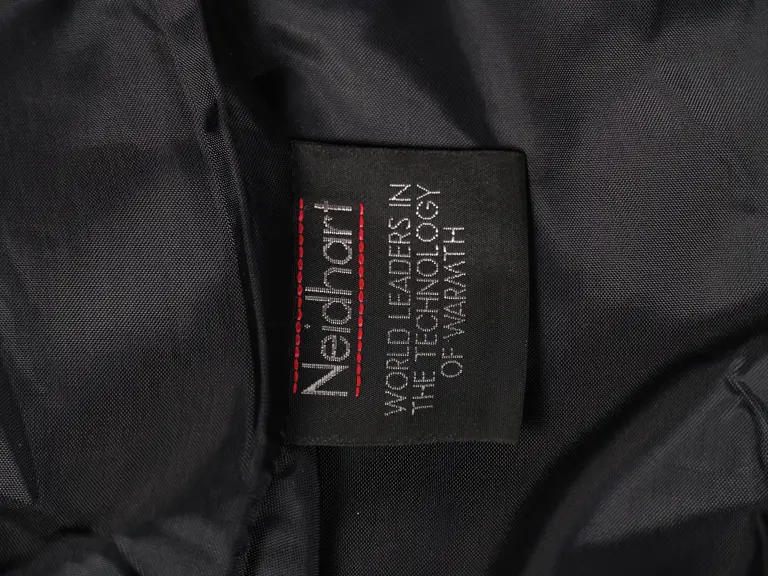 Neidhart
WORLD LEADERS IN
THE TECHNOLOGY
OF WARMTH